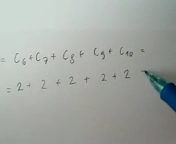 = C₆ + C₇ + C₈ + C₉ + C₁₀ =
= 2 + 2 + 2 + 2 + 2